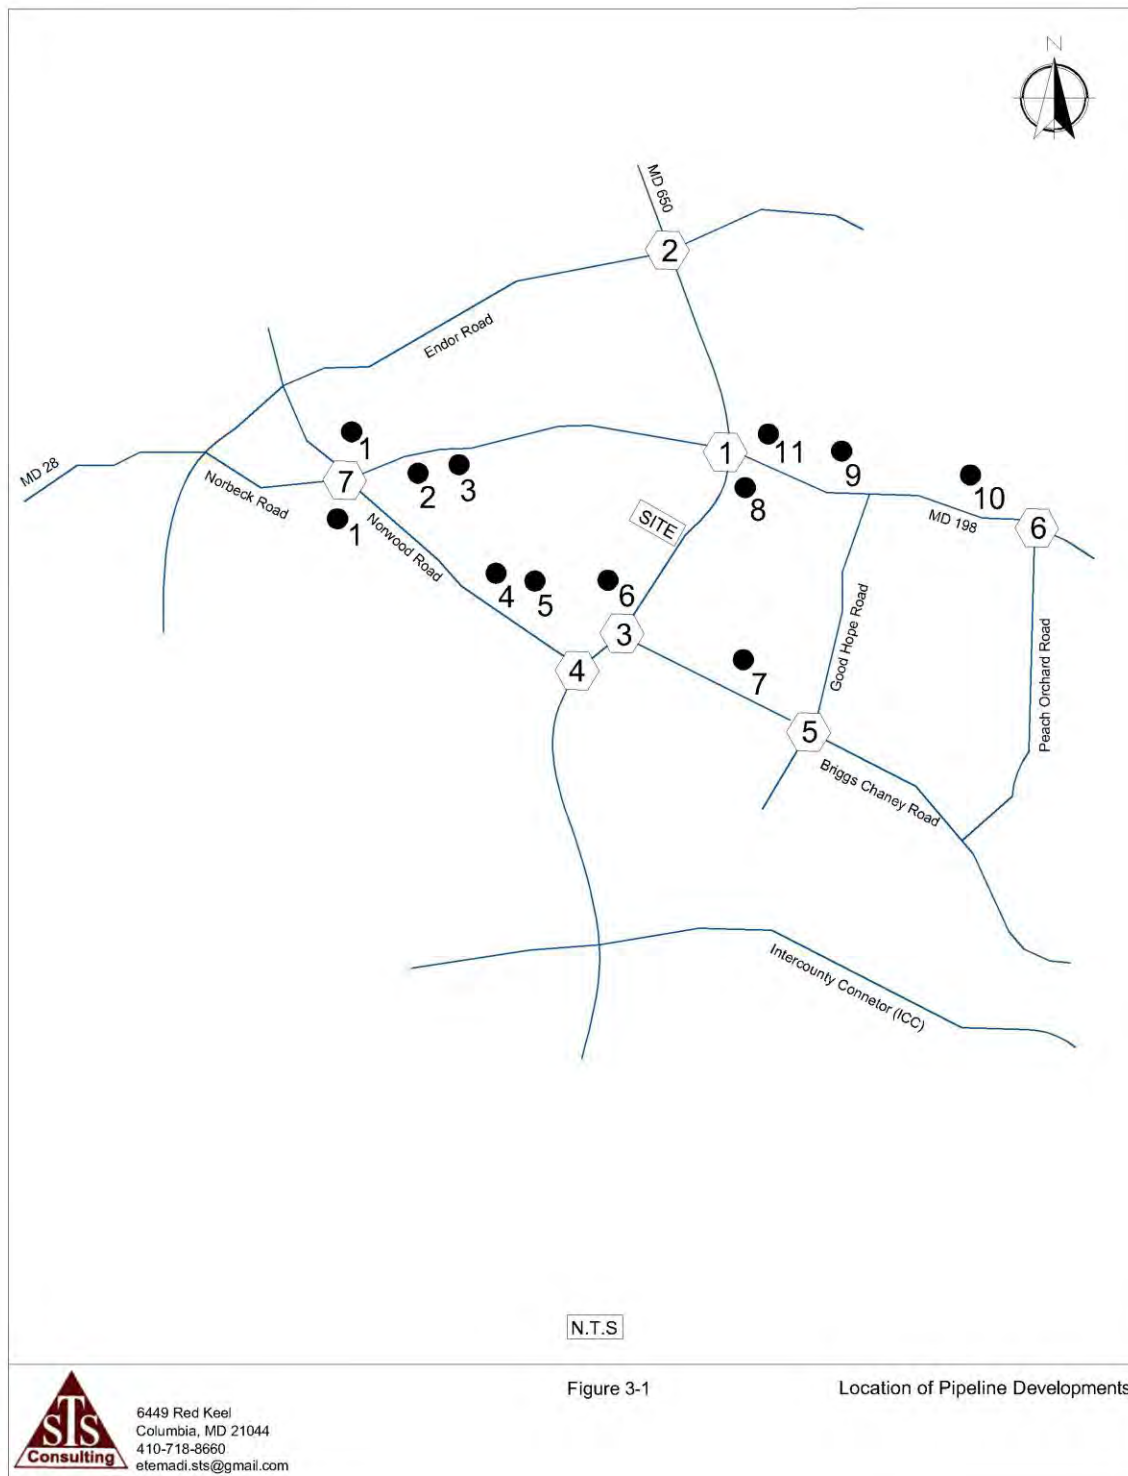 N
MD 650
2
Endor Road
1
11
9
1
MD 28
7
2
3
10
Norbeck Road
8
SITE
MD 198
6
1
Norwood Road
4
5
6
3
Good Hope Road
Peach Orchard Road
4
7
5
Briggs Chaney Road
Intercounty Connetor (ICC)
N.T.S
Figure 3-1
Location of Pipeline Developments
STS
Consulting
6449 Red Keel
Columbia, MD 21044
410-718-8660
etemadi.sts@gmail.com